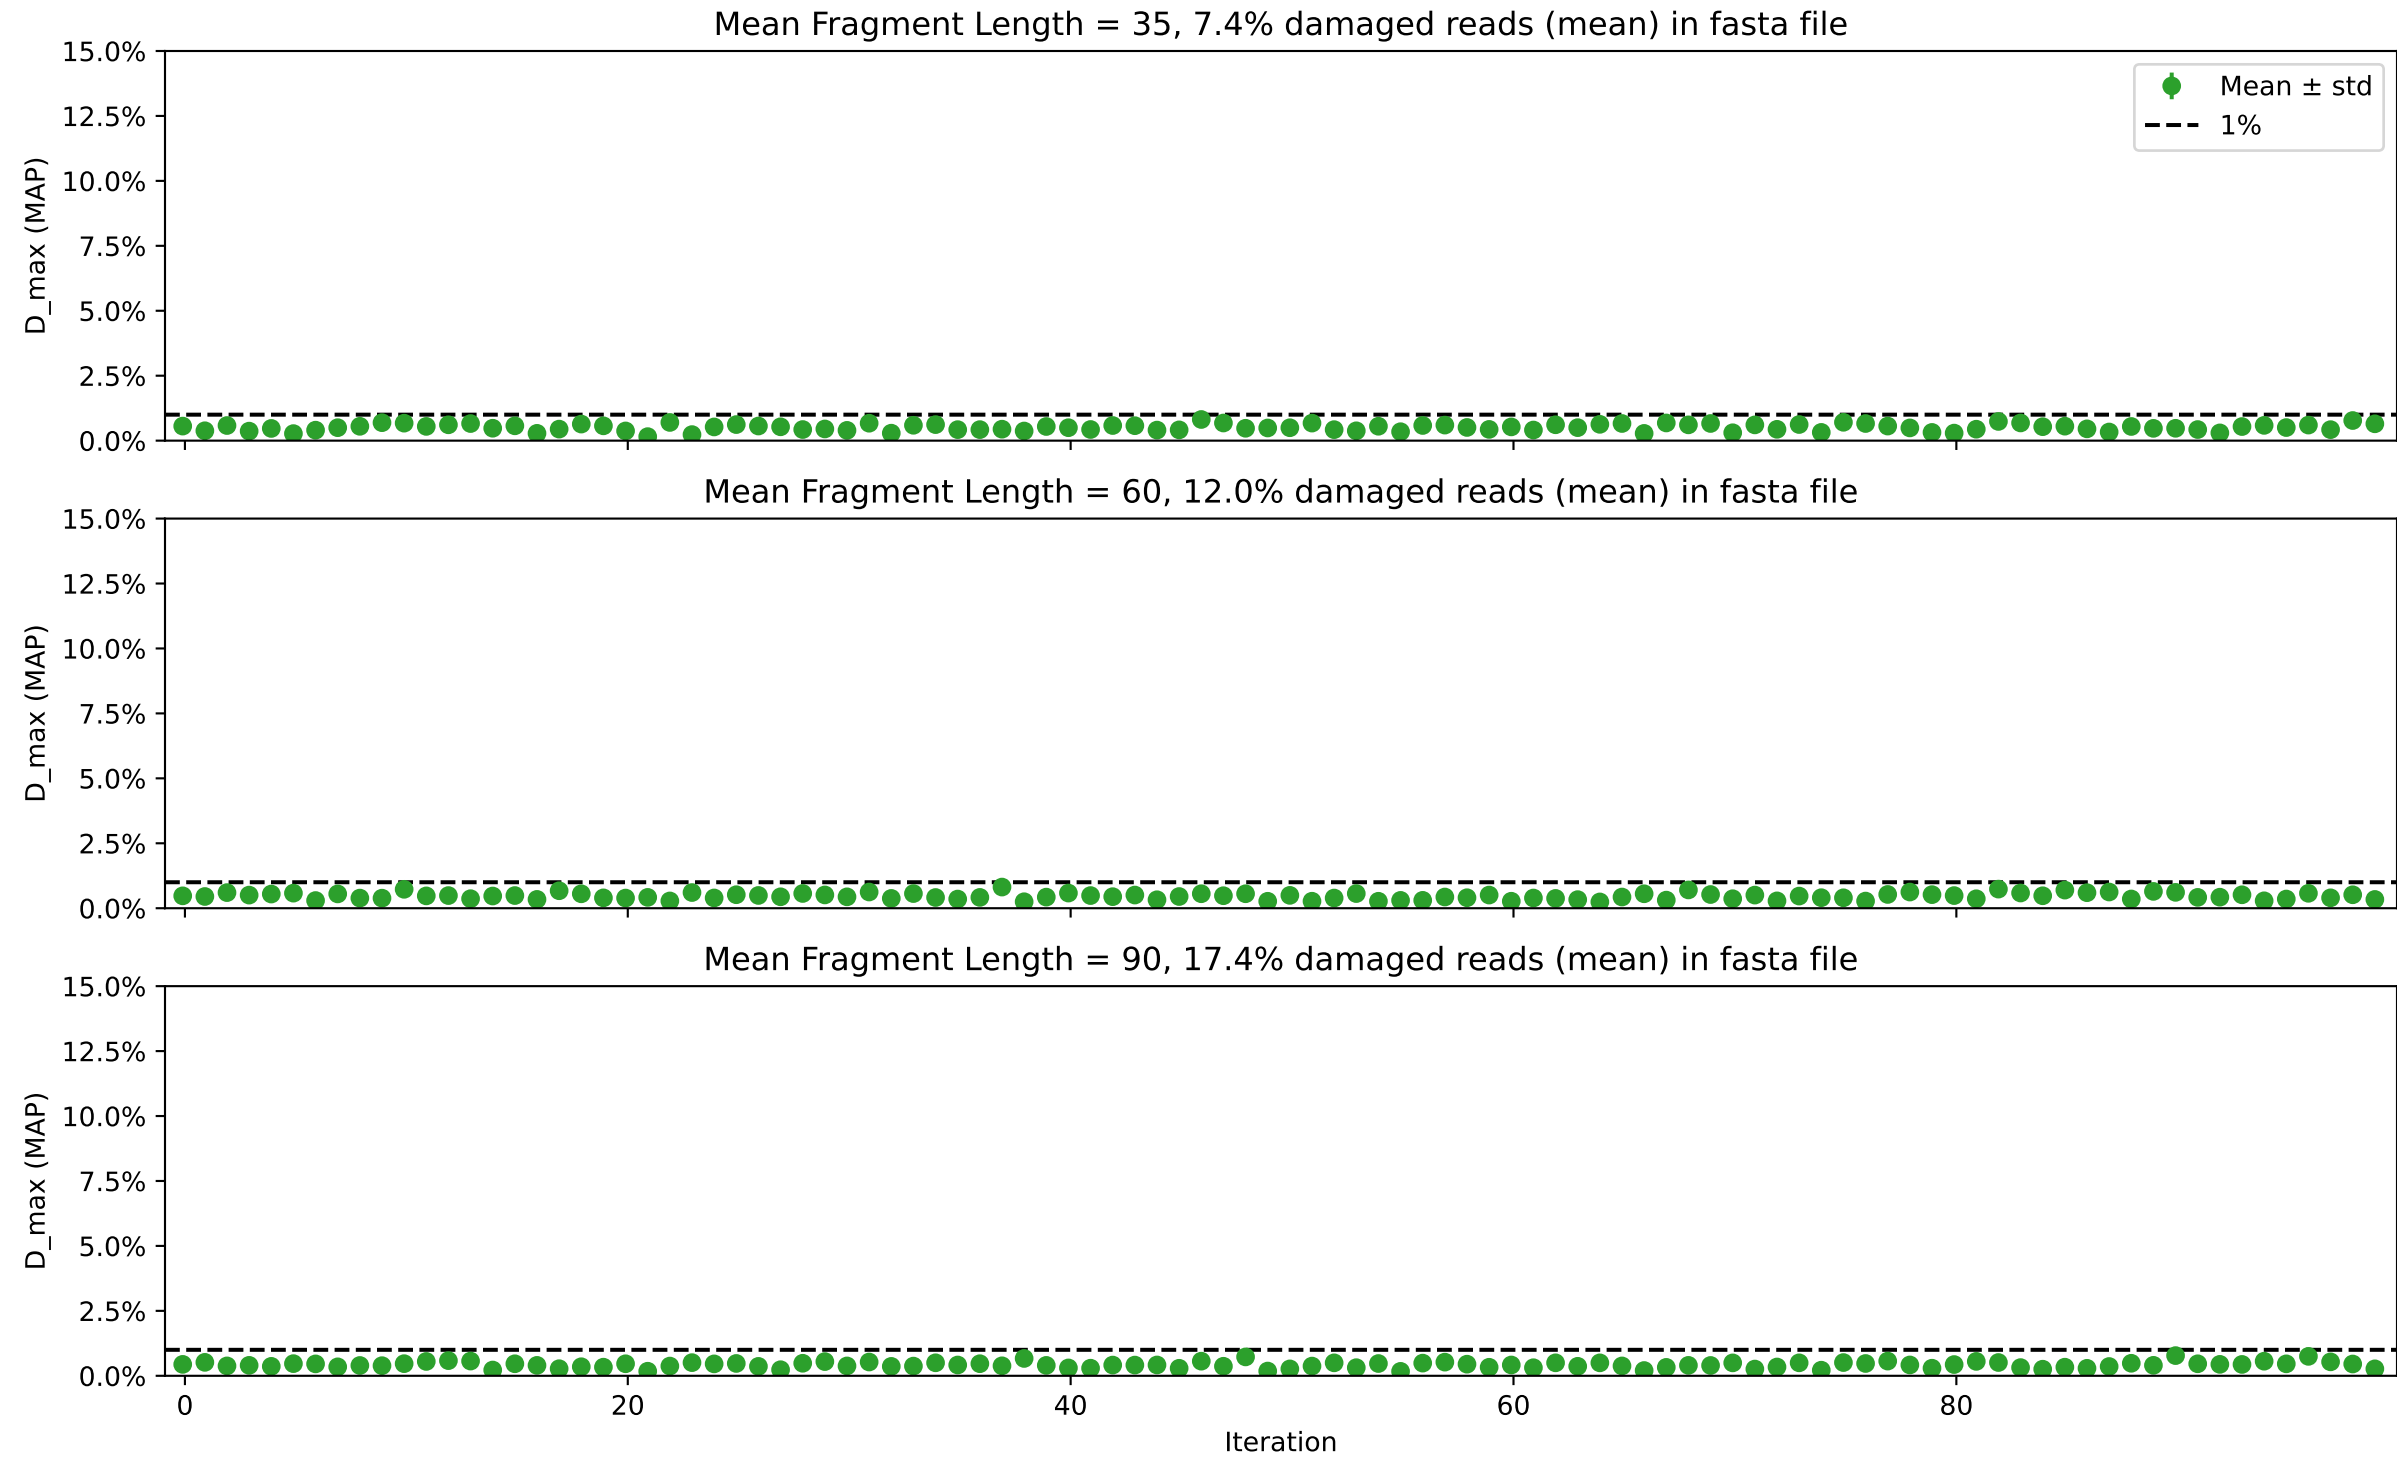 Mean Fragment Length = 35, 7.4% damaged reads (mean) in fasta file
15.0%
12.5%
10.0%
7.5%
5.0%
2.5%
0.0%
D_max (MAP)
Mean ± std
1%
Mean Fragment Length = 60, 12.0% damaged reads (mean) in fasta file
15.0%
12.5%
10.0%
7.5%
5.0%
2.5%
0.0%
D_max (MAP)
Mean Fragment Length = 90, 17.4% damaged reads (mean) in fasta file
15.0%
12.5%
10.0%
7.5%
5.0%
2.5%
0.0%
D_max (MAP)
0 20 40 60 80
Iteration